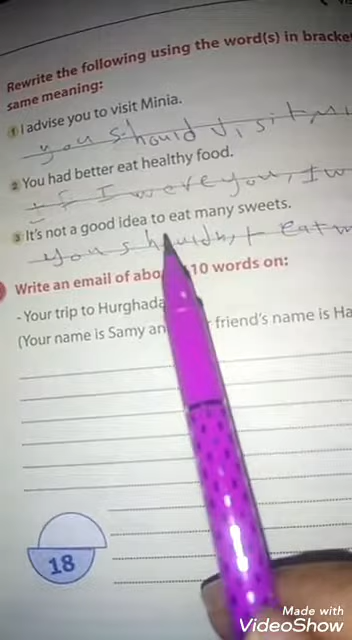 Rewrite the following using the word(s) in bracke
same meaning:
1 I advise you to visit Minia.
you should visit
2 You had better eat healthy food.
If I were you, I w
3 It's not a good idea to eat many sweets.
you shouldn't eat
Write an email of abo 10 words on:
- Your trip to Hurghada
(Your name is Samy an friend's name is Ha
18
Made with
VideoShow